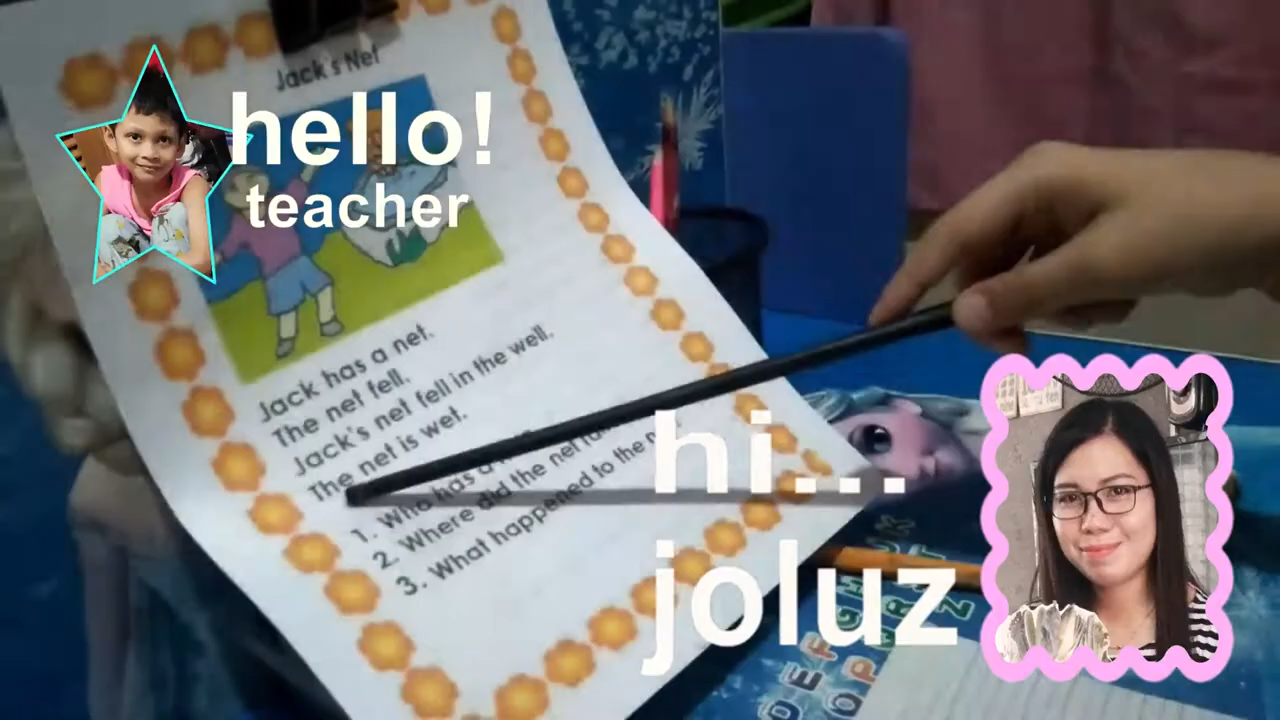 Jack's Net
hello!
teacher
Jack has a net.
The net fell.
Jack's net fell in the well.
The net is wet.
1. Who has a
2. Where did the net
3. What happened to the
hi...
joluz